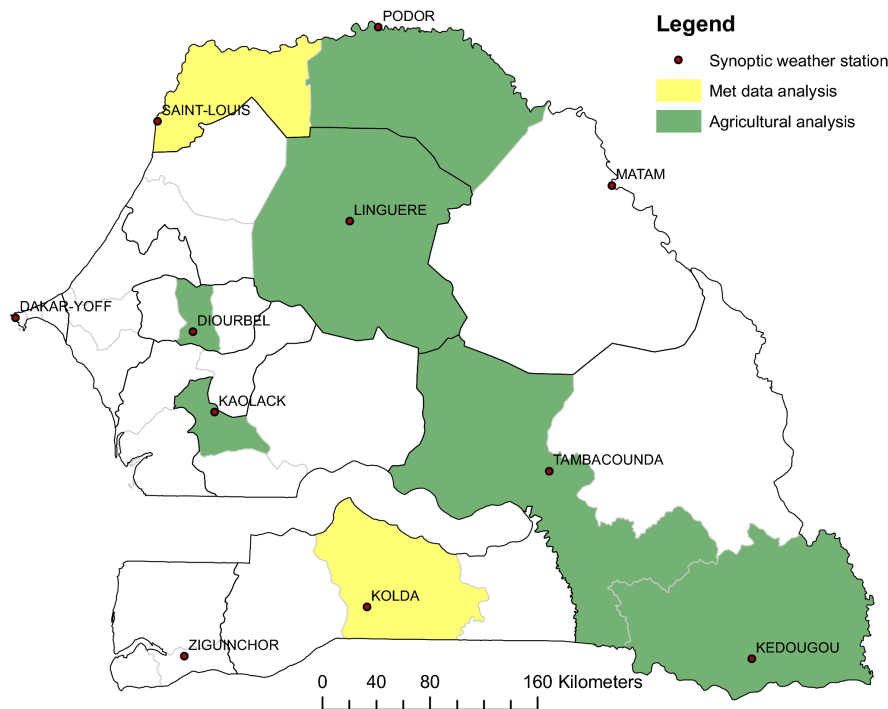 PODOR
Legend
Synoptic weather station
Met data analysis
SAINT-LOUIS
Agricultural analysis
MATAM
LINGUERE
DAKAR-YOFF
DIOURBEL
KAOLACK
TAMBACOUNDA
KOLDA
ZIGUINCHOR
KEDOUGOU
0 40 80 160 Kilometers